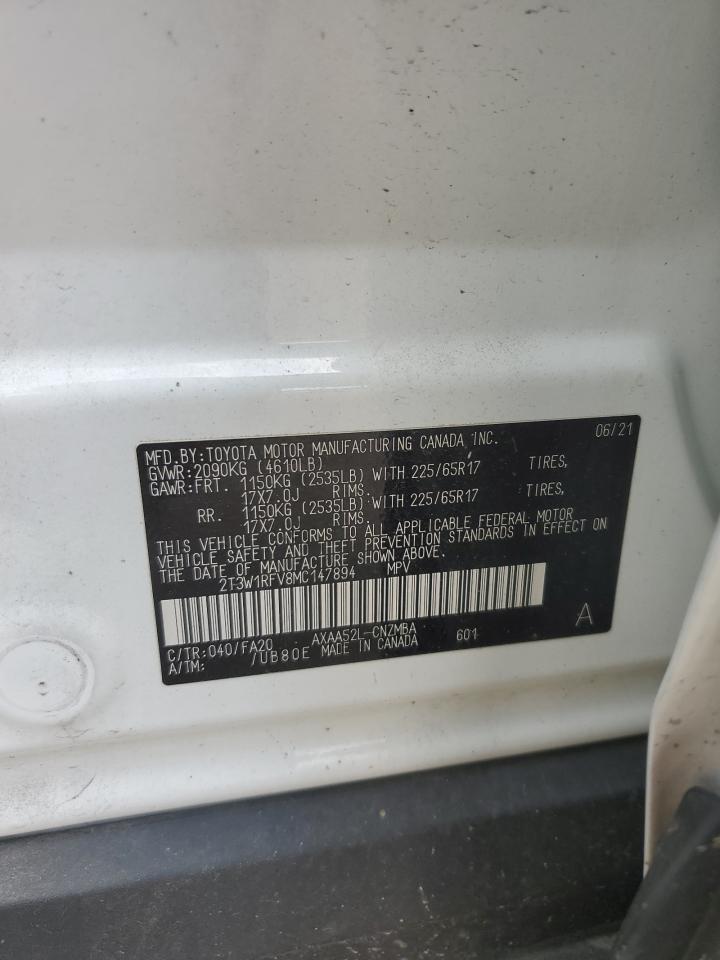 MFD.BY:TOYOTA MOTOR MANUFACTURING CANADA INC. 06/21
GVWR:2090KG (4610LB)
GAWR:FRT. 1150KG (2535LB) WITH 225/65R17 TIRES,
17X7.0J RIMS.
RR. 1150KG (2535LB) WITH 225/65R17 TIRES,
17X7.0J RIMS.
THIS VEHICLE CONFORMS TO ALL APPLICABLE FEDERAL MOTOR
VEHICLE SAFETY AND THEFT PREVENTION STANDARDS IN EFFECT ON
THE DATE OF MANUFACTURE SHOWN ABOVE.
2T3W1RFV8MC147894 MPV
C/TR:040/FA20 AXAA52L-CNZMBA 601 A
A/TM: /UB80E MADE IN CANADA